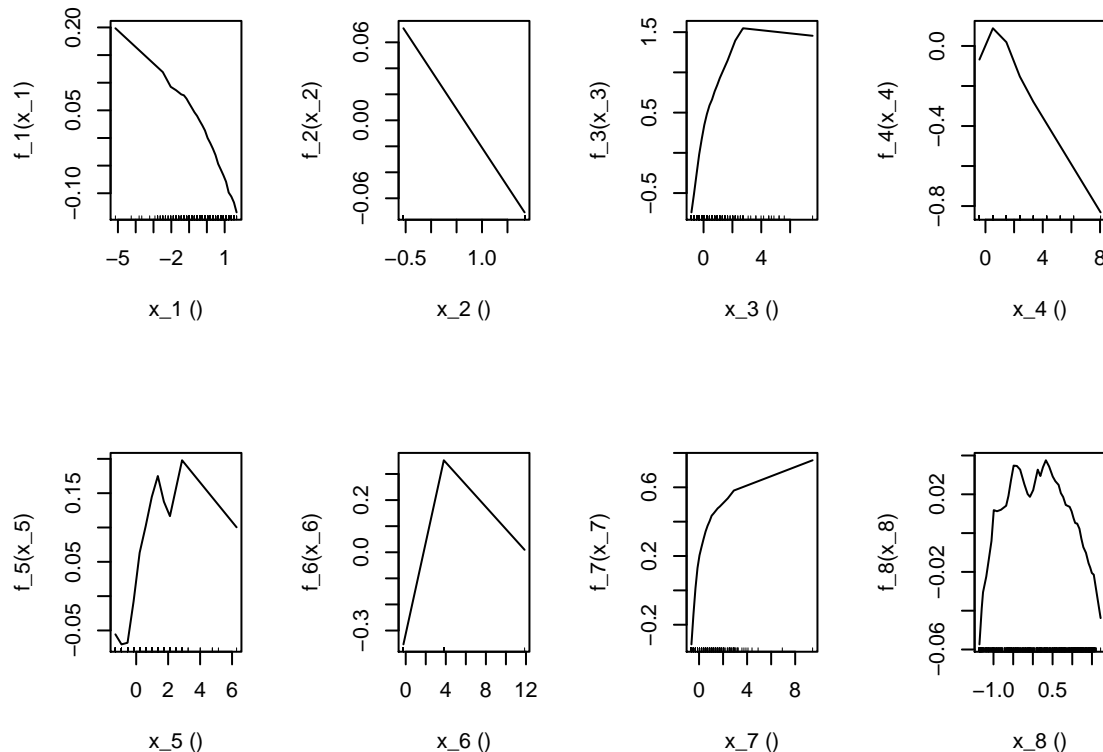 f_1(x_1)
0.20
0.05
−0.10
−5
−2
1
x_1 ()
f_2(x_2)
0.06
0.00
−0.06
−0.5
1.0
x_2 ()
f_3(x_3)
1.5
0.5
−0.5
0
4
x_3 ()
f_4(x_4)
0.0
−0.4
−0.8
0
4
8
x_4 ()
f_5(x_5)
0.15
0.05
−0.05
0
2
4
6
x_5 ()
f_6(x_6)
0.2
0.0
−0.3
0
4
8
12
x_6 ()
f_7(x_7)
0.6
0.2
−0.2
0
4
8
x_7 ()
f_8(x_8)
0.02
−0.02
−0.06
−1.0
0.5
x_8 ()